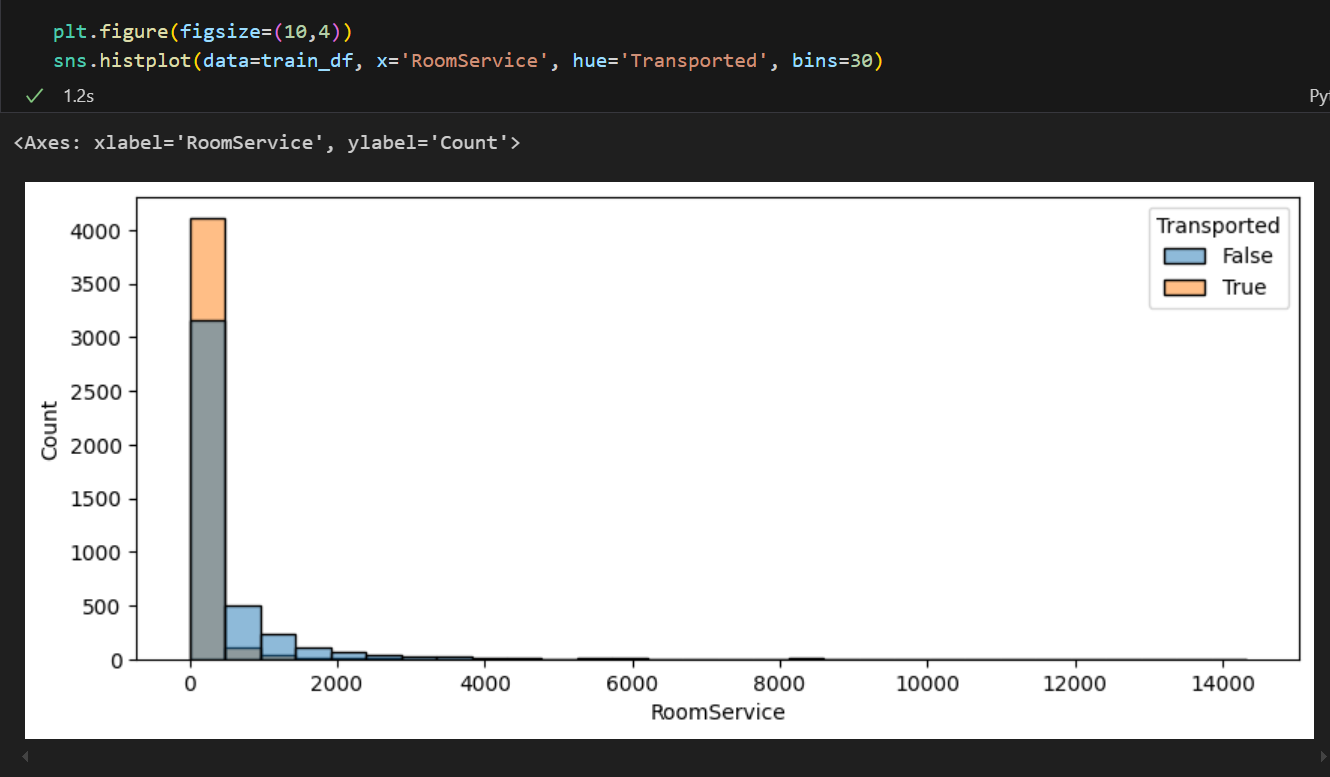 plt.figure(figsize=(10,4))
sns.histplot(data=train_df, x='RoomService', hue='Transported', bins=30)
1.2s
<Axes: xlabel='RoomService', ylabel='Count'>
Transported
False
True
4000
3500
3000
2500
2000
1500
1000
500
0
Count
0 2000 4000 6000 8000 10000 12000 14000
RoomService